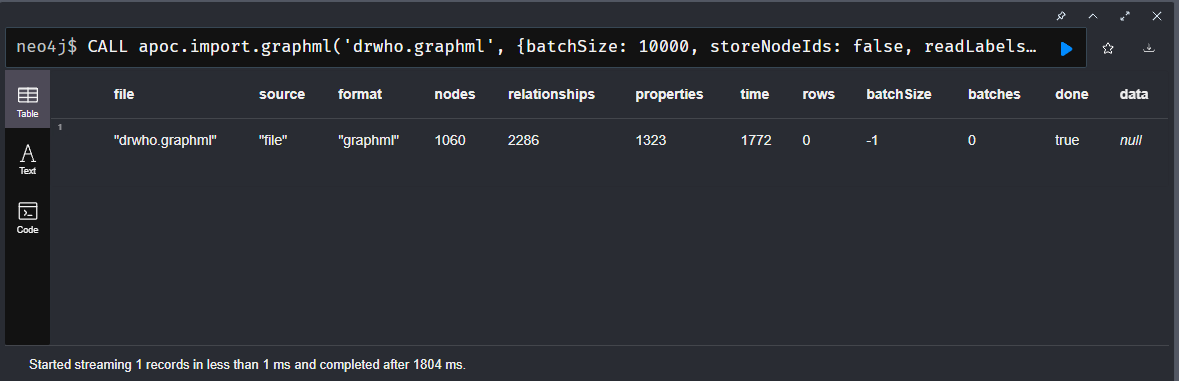 neo4j$ CALL apoc.import.graphml('drwho.graphml', {batchSize: 10000, storeNodeIds: false, readLabels…
Table
file source format nodes relationships properties time rows batchSize batches done data
1
"drwho.graphml" "file" "graphml" 1060 2286 1323 1772 0 -1 0 true null
A
Text
Code
Started streaming 1 records in less than 1 ms and completed after 1804 ms.